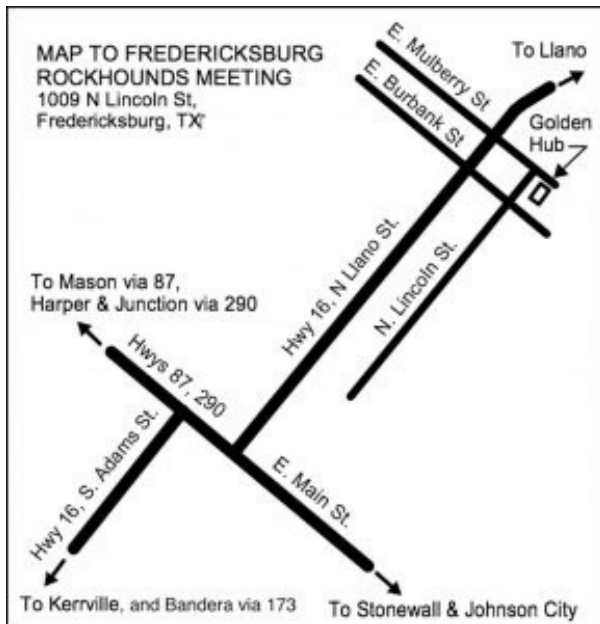 MAP TO FREDERICKSBURG
ROCKHOUNDS MEETING
1009 N Lincoln St,
Fredericksburg, TX
E. Mulberry St
E. Burbank St
To Llano
Golden
Hub
Hwy 16, N Llano St.
N. Lincoln St.
To Mason via 87,
Harper & Junction via 290
Hwys 87, 290
Hwy 16, S. Adams St.
E. Main St.
To Kerrville, and Bandera via 173
To Stonewall & Johnson City